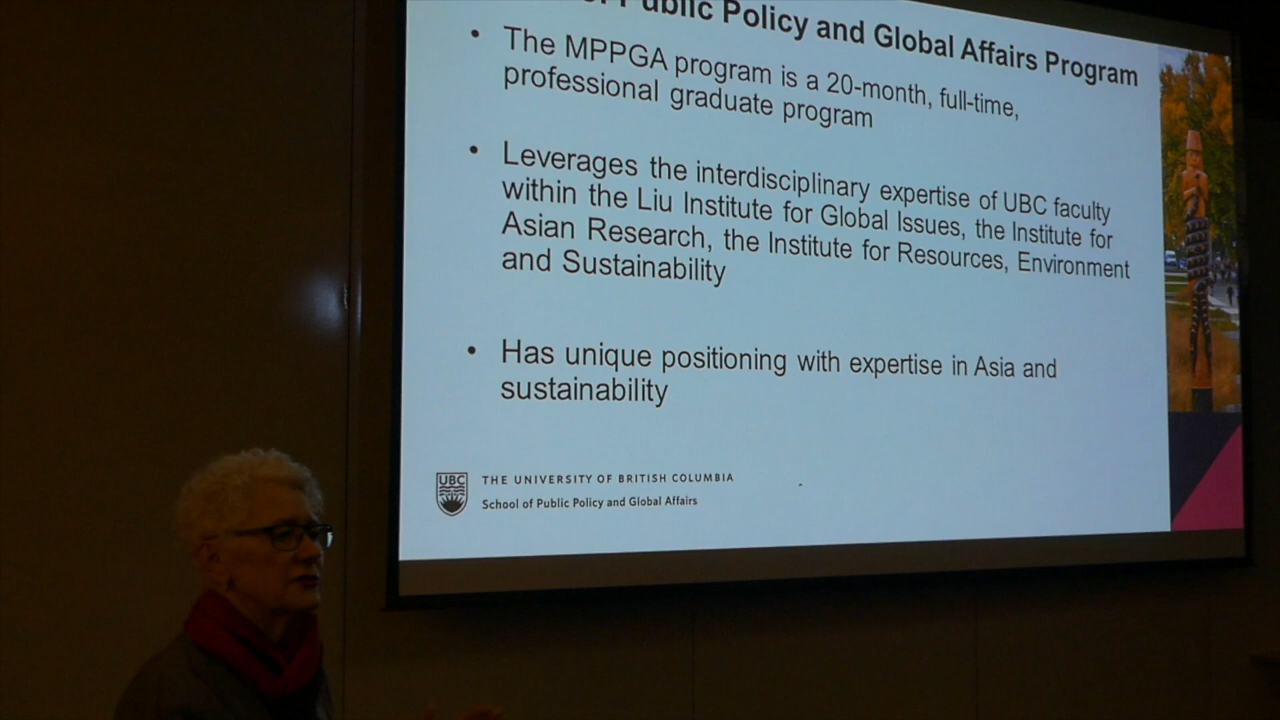 Public Policy and Global Affairs Program
• The MPPGA program is a 20-month, full-time,
professional graduate program
• Leverages the interdisciplinary expertise of UBC faculty
within the Liu Institute for Global Issues, the Institute for
Asian Research, the Institute for Resources, Environment
and Sustainability
• Has unique positioning with expertise in Asia and
sustainability
UBC
THE UNIVERSITY OF BRITISH COLUMBIA
School of Public Policy and Global Affairs